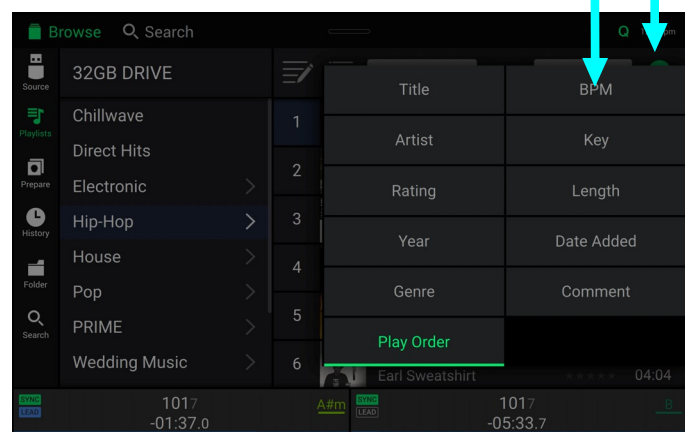 Browse Search Q
Source
32GB DRIVE
Playlists
Prepare
History
Folder
Search
Chillwave
Direct Hits
Electronic
Hip-Hop
House
Pop
PRIME
Wedding Music
1
2
3
4
5
6
Title BPM
Artist Key
Rating Length
Year Date Added
Genre Comment
Play Order
Earl Sweatshirt 04:04
SYNC
LEAD
1017
-01:37.0
A#m
SYNC
LEAD
1017
-05:33.7
B